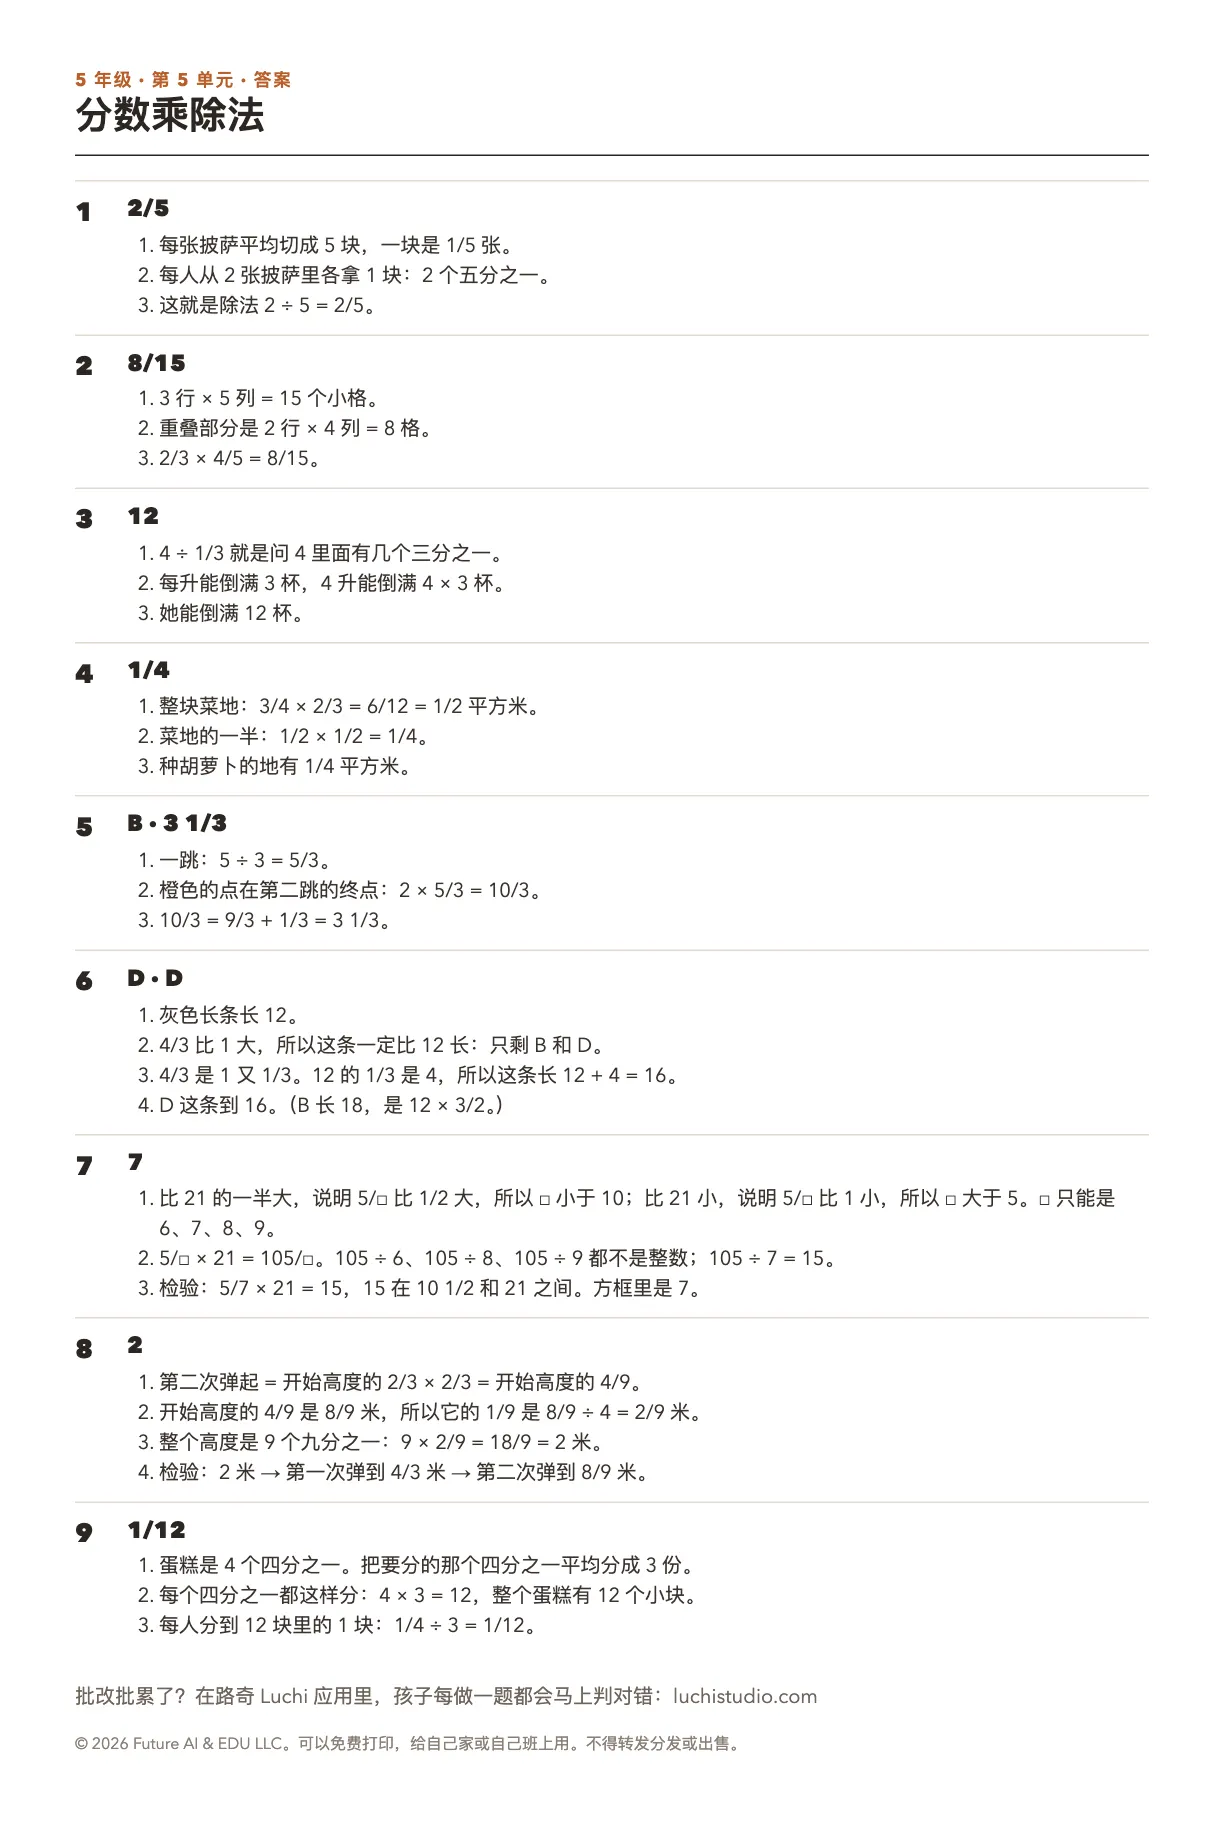 5 年级 · 第 5 单元 · 答案
分数乘除法
1 2/5
1. 每张披萨平均切成 5 块，一块是 1/5 张。
2. 每人从 2 张披萨里各拿 1 块：2 个五分之一。
3. 这就是除法 2 ÷ 5 = 2/5。
2 8/15
1. 3 行 × 5 列 = 15 个小格。
2. 重叠部分是 2 行 × 4 列 = 8 格。
3. 2/3 × 4/5 = 8/15。
3 12
1. 4 ÷ 1/3 就是问 4 里面有几个三分之一。
2. 每升能倒满 3 杯，4 升能倒满 4 × 3 杯。
3. 她能倒满 12 杯。
4 1/4
1. 整块菜地：3/4 × 2/3 = 6/12 = 1/2 平方米。
2. 菜地的一半：1/2 × 1/2 = 1/4。
3. 种胡萝卜的地有 1/4 平方米。
5 B · 3 1/3
1. 一跳：5 ÷ 3 = 5/3。
2. 橙色的点在第二跳的终点：2 × 5/3 = 10/3。
3. 10/3 = 9/3 + 1/3 = 3 1/3。
6 D · D
1. 灰色长条长 12。
2. 4/3 比 1 大，所以这条一定比 12 长：只剩 B 和 D。
3. 4/3 是 1 又 1/3。12 的 1/3 是 4，所以这条长 12 + 4 = 16。
4. D 这条到 16。（B 长 18，是 12 × 3/2。）
7 7
1. 比 21 的一半大，说明 5/□ 比 1/2 大，所以 □ 小于 10；比 21 小，说明 5/□ 比 1 小，所以 □ 大于 5。□ 只能是
6、7、8、9。
2. 5/□ × 21 = 105/□。105 ÷ 6、105 ÷ 8、105 ÷ 9 都不是整数；105 ÷ 7 = 15。
3. 检验：5/7 × 21 = 15，15 在 10 1/2 和 21 之间。方框里是 7。
8 2
1. 第二次弹起 = 开始高度的 2/3 × 2/3 = 开始高度的 4/9。
2. 开始高度的 4/9 是 8/9 米，所以它的 1/9 是 8/9 ÷ 4 = 2/9 米。
3. 整个高度是 9 个九分之一：9 × 2/9 = 18/9 = 2 米。
4. 检验：2 米 → 第一次弹到 4/3 米 → 第二次弹到 8/9 米。
9 1/12
1. 蛋糕是 4 个四分之一。把要分的那个四分之一平均分成 3 份。
2. 每个四分之一都这样分：4 × 3 = 12，整个蛋糕有 12 个小块。
3. 每人分到 12 块里的 1 块：1/4 ÷ 3 = 1/12。
批改批累了？在路奇 Luchi 应用里，孩子每做一题都会马上判对错：luchistudio.com
© 2026 Future AI & EDU LLC。可以免费打印，给自己家或自己班上用。不得转发分发或出售。